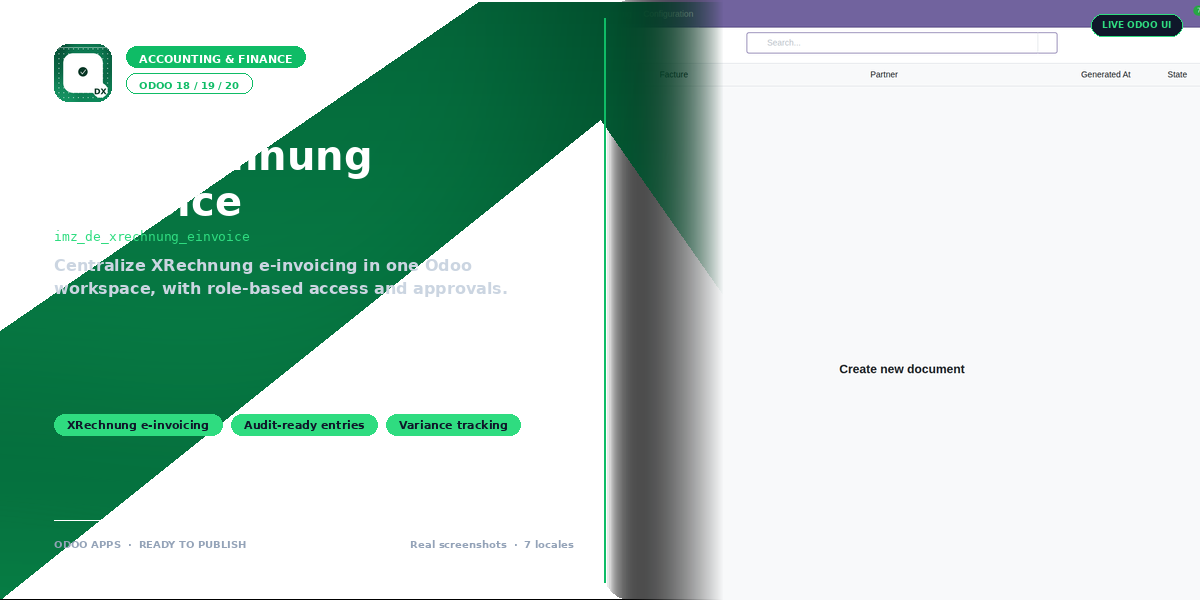 ACCOUNTING & FINANCE
ODOO 18 / 19 / 20
DX
imz_de_xrechnung_einvoice
Centralize XRechnung e-invoicing in one Odoo
workspace, with role-based access and approvals.
XRechnung e-invoicing
Audit-ready entries
Variance tracking
ODOO APPS · READY TO PUBLISH
Real screenshots · 7 locales
LIVE ODOO UI
Search...
Facture
Partner
Generated At
State
Create new document